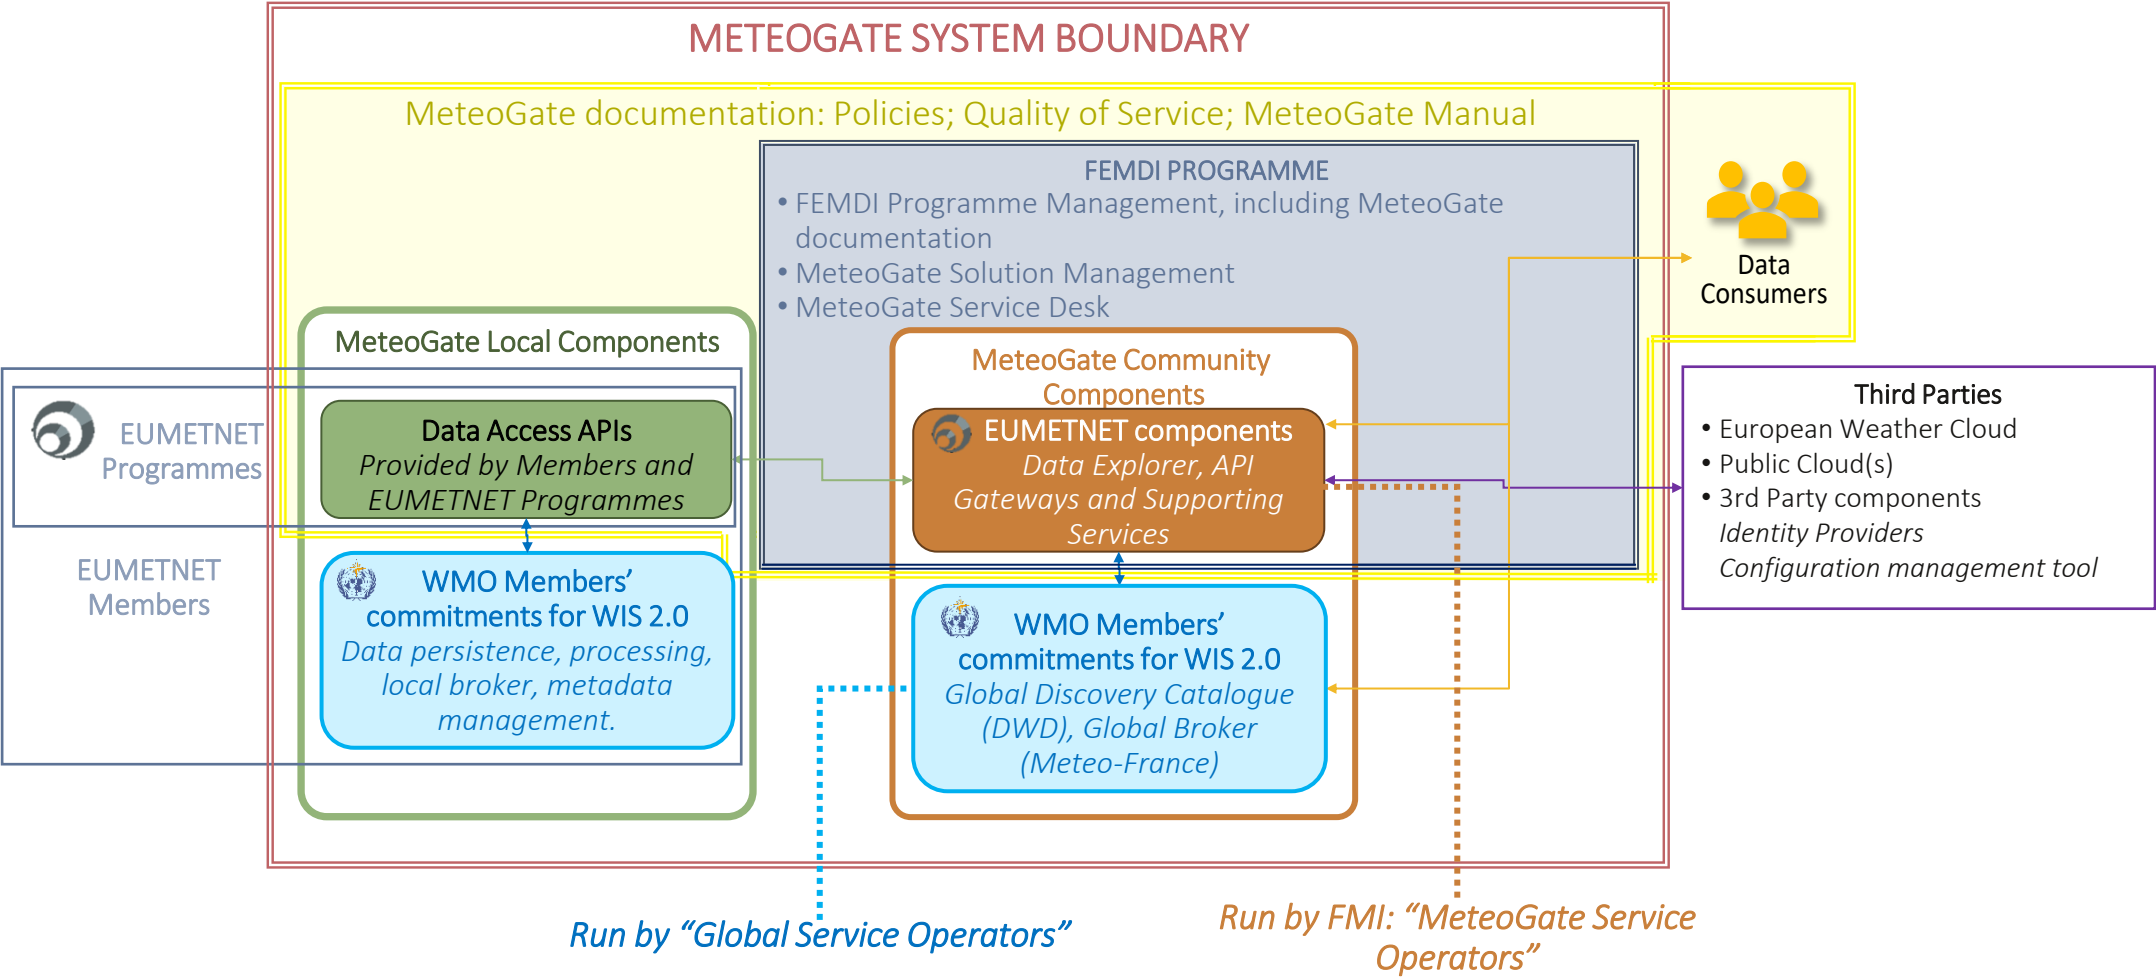 METEOGATE SYSTEM BOUNDARY
MeteoGate documentation: Policies; Quality of Service; MeteoGate Manual
FEMDI PROGRAMME
• FEMDI Programme Management, including MeteoGate
documentation
• MeteoGate Solution Management
• MeteoGate Service Desk
Data
Consumers
MeteoGate Local Components
EUMETNET
Programmes
Data Access APIs
Provided by Members and
EUMETNET Programmes
EUMETNET
Members
WMO Members’
commitments for WIS 2.0
Data persistence, processing,
local broker, metadata
management.
MeteoGate Community
Components
EUMETNET components
Data Explorer, API
Gateways and Supporting
Services
WMO Members’
commitments for WIS 2.0
Global Discovery Catalogue
(DWD), Global Broker
(Meteo-France)
Third Parties
• European Weather Cloud
• Public Cloud(s)
• 3rd Party components
Identity Providers
Configuration management tool
Run by “Global Service Operators”
Run by FMI: “MeteoGate Service
Operators”